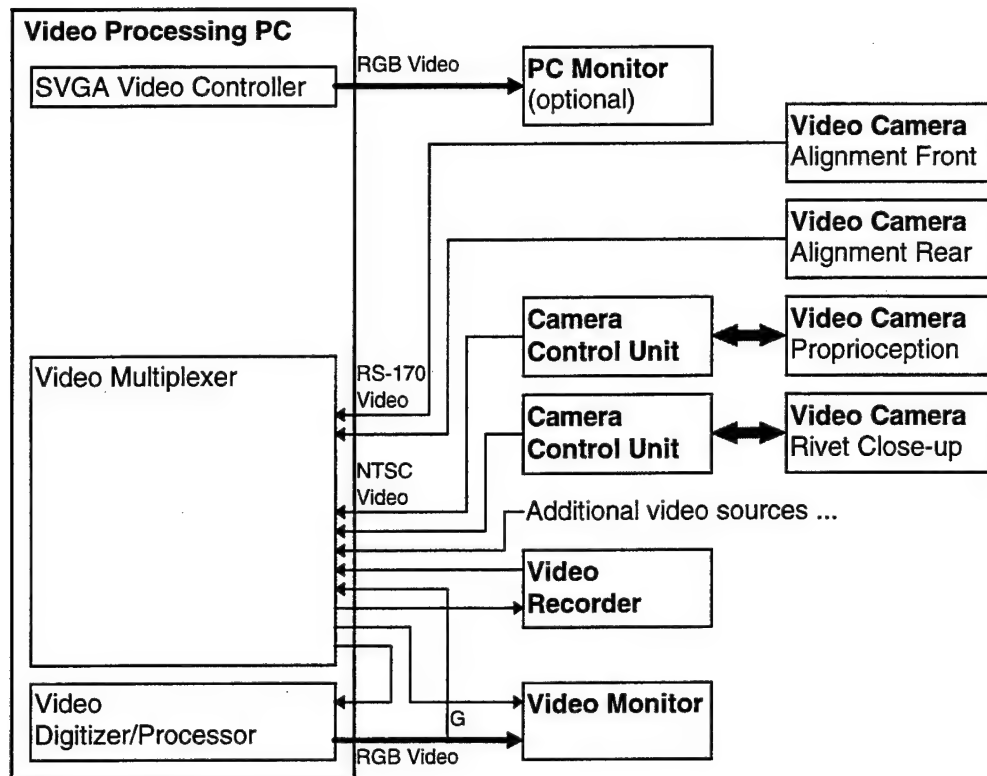 Video Processing PC
SVGA Video Controller
RGB Video
PC Monitor
(optional)
Video Camera
Alignment Front
Video Camera
Alignment Rear
Camera
Control Unit
Video Camera
Proprioception
Video Multiplexer
RS-170
Video
Camera
Control Unit
Video Camera
Rivet Close-up
NTSC
Video
Additional video sources ...
Video
Recorder
Video
Digitizer/Processor
G
RGB Video
Video Monitor